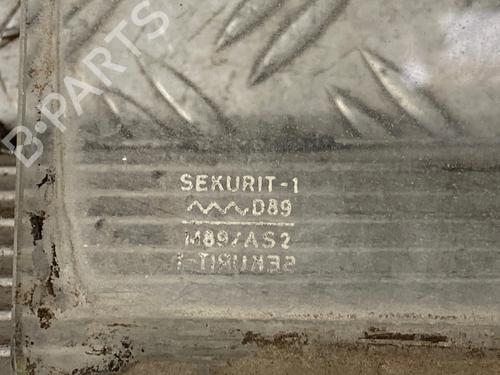 B-PARTS
SEKURIT-1
D89
M89/AS2
SEKURIT-1